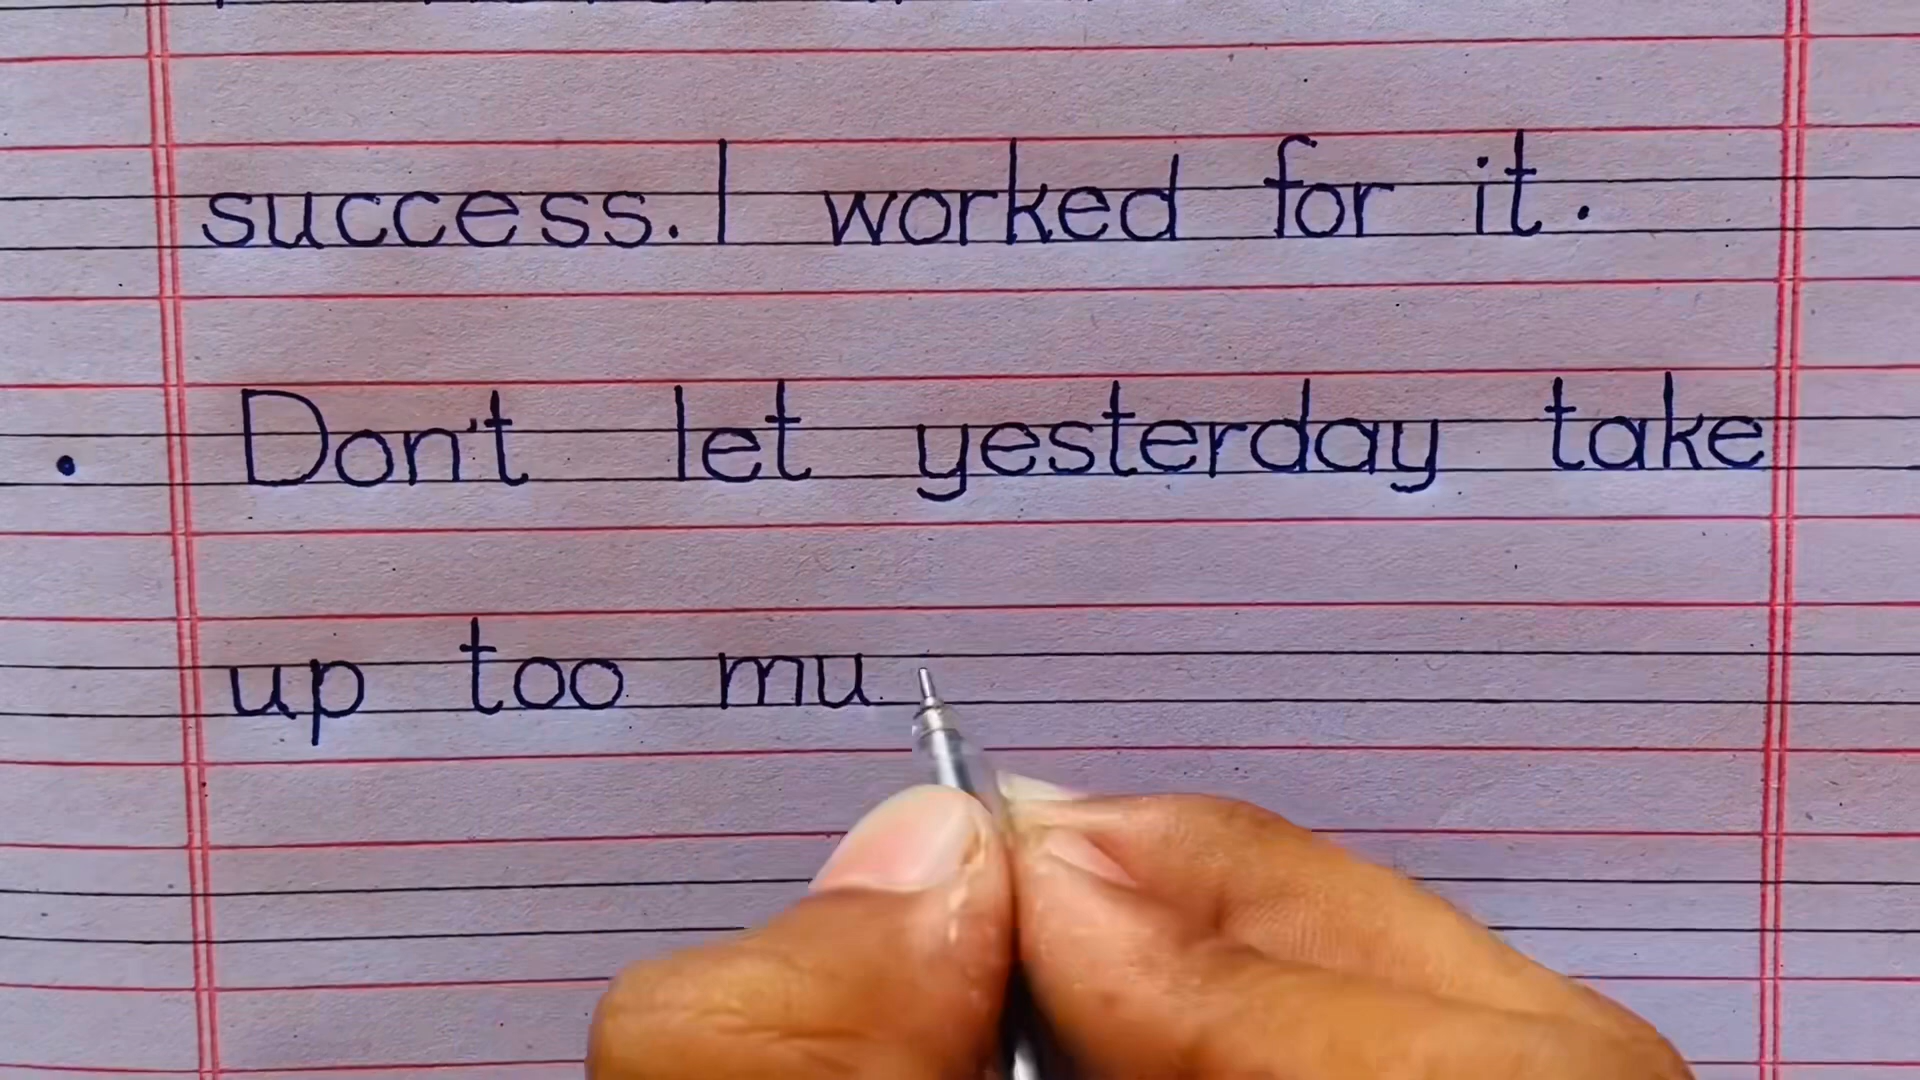 success. I worked for it.
• Don't let yesterday take
up too mu